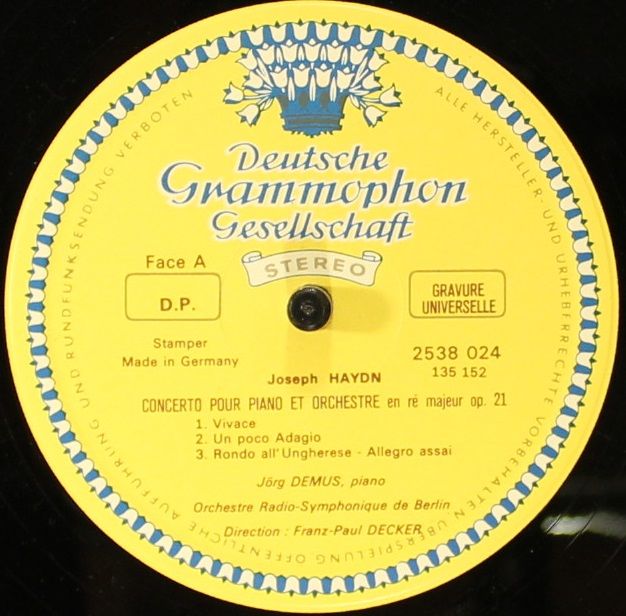 Deutsche
Grammophon
Gesellschaft
STEREO
Face A
D.P.
GRAVURE
UNIVERSELLE
Stamper
Made in Germany
2538 024
135 152
Joseph HAYDN
CONCERTO POUR PIANO ET ORCHESTRE en ré majeur op. 21
1. Vivace
2. Un poco Adagio
3. Rondo all'Ungherese - Allegro assai
Jörg DEMUS, piano
Orchestre Radio-Symphonique de Berlin
Direction : Franz-Paul DECKER
ALLE HERSTELLER- UND URHEBERRECHTE VORBEHALTEN ÜBERSPIELUNG, ÖFFENTLICHE AUFFÜHRUNG UND RUNDFUNKSENDUNG VERBOTEN